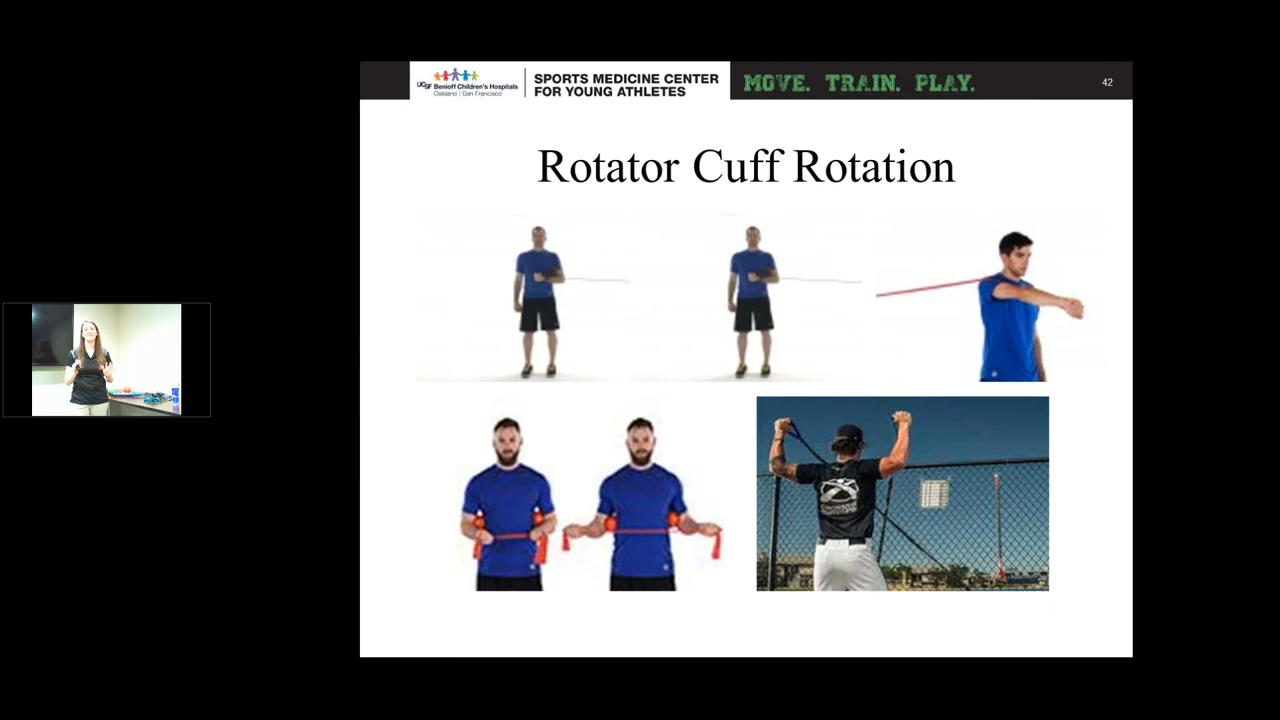 UCSF Benioff Children's Hospitals
Oakland | San Francisco
SPORTS MEDICINE CENTER
FOR YOUNG ATHLETES
MOVE. TRAIN. PLAY.
42
Rotator Cuff Rotation